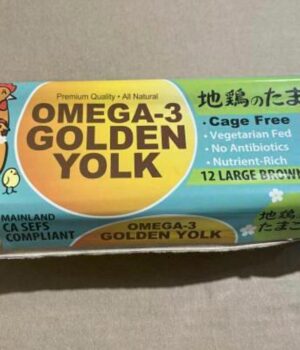 Premium Quality • All Natural
OMEGA-3
GOLDEN
YOLK
地鶏のたま
• Cage Free
• Vegetarian Fed
• No Antibiotics
• Nutrient-Rich
12 LARGE BROWN
MAINLAND
CA SEFS
COMPLIANT
OMEGA-3
GOLDEN YOLK
地鶏
たまご